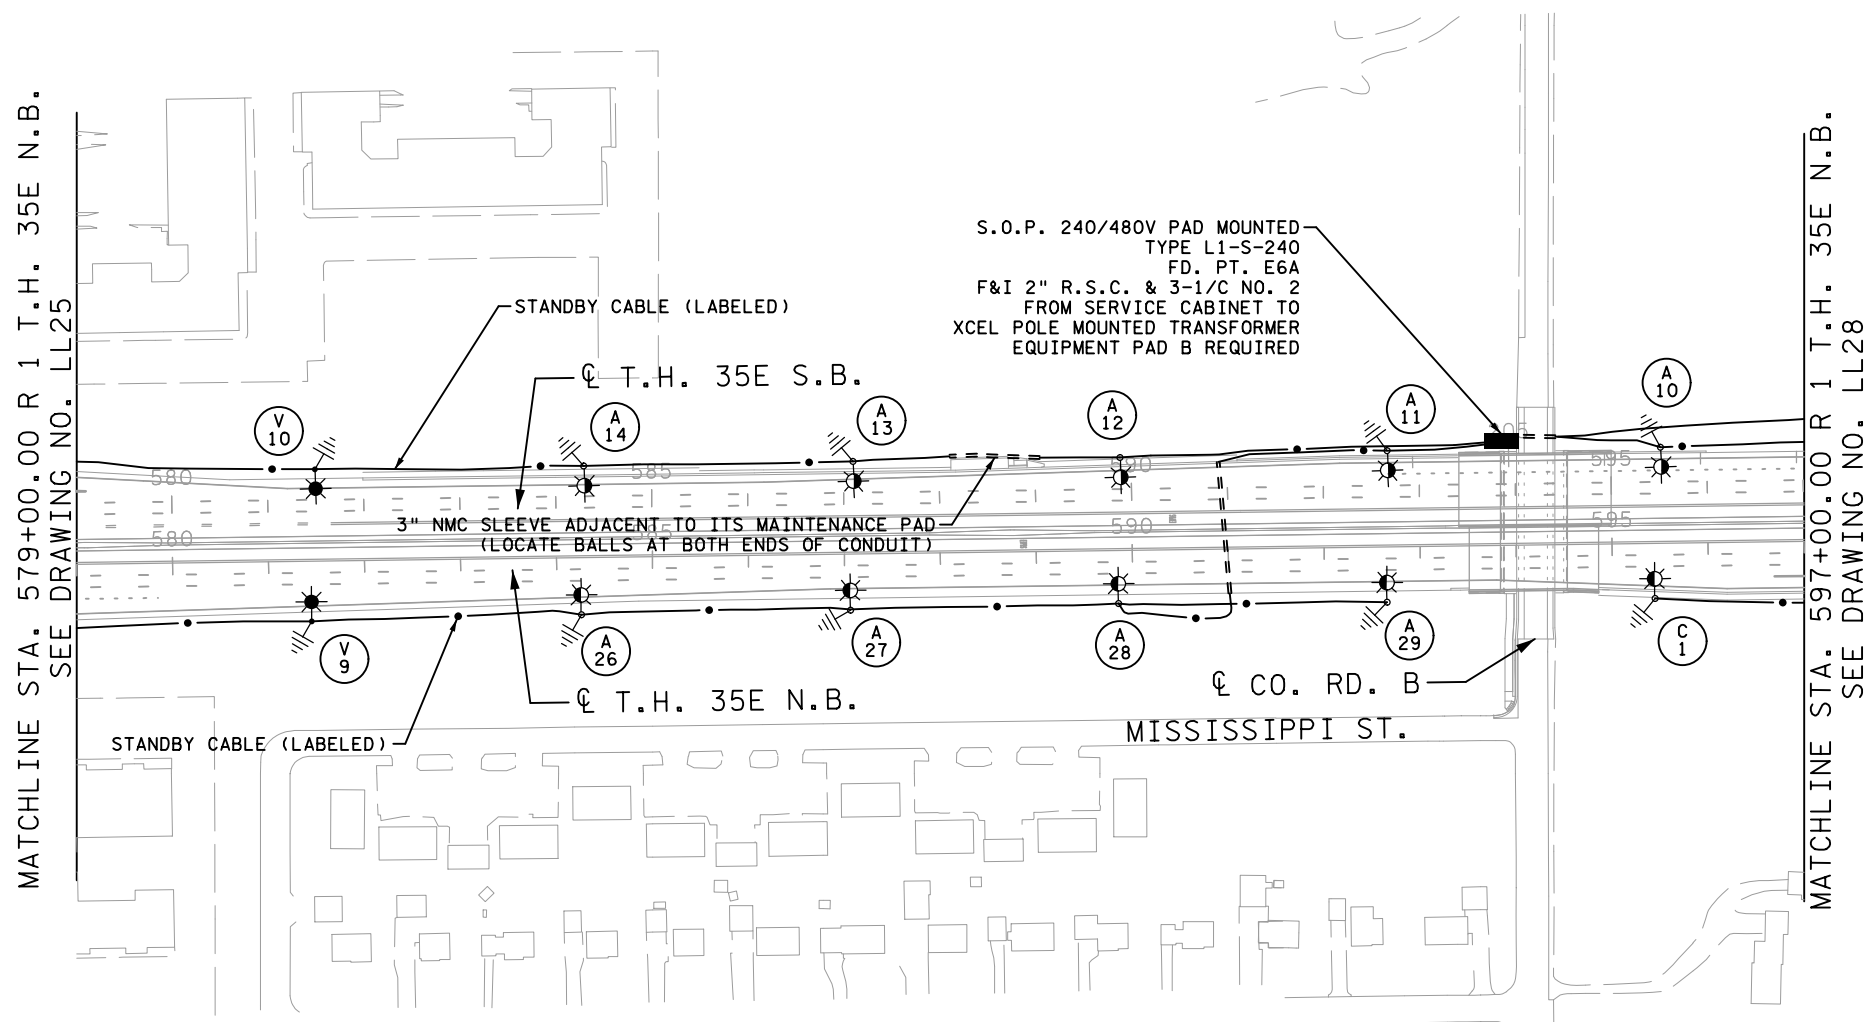 MATCHLINE STA. 579+00.00 R 1 T.H. 35E N.B.
SEE DRAWING NO. LL25
S.O.P. 240/480V PAD MOUNTED
TYPE L1-S-240
FD. PT. E6A
F&I 2" R.S.C. & 3-1/C NO. 2
FROM SERVICE CABINET TO
XCEL POLE MOUNTED TRANSFORMER
EQUIPMENT PAD B REQUIRED
STANDBY CABLE (LABELED)
℄ T.H. 35E S.B.
V
10
A
14
A
13
A
12
A
11
A
10
580
585
590
595
595
3" NMC SLEEVE ADJACENT TO ITS MAINTENANCE PAD
(LOCATE BALLS AT BOTH ENDS OF CONDUIT)
580
585
590
595
V
9
A
26
A
27
A
28
A
29
C
1
℄ T.H. 35E N.B.
℄ CO. RD. B
MISSISSIPPI ST.
STANDBY CABLE (LABELED)
MATCHLINE STA. 597+00.00 R 1 T.H. 35E N.B.
SEE DRAWING NO. LL28